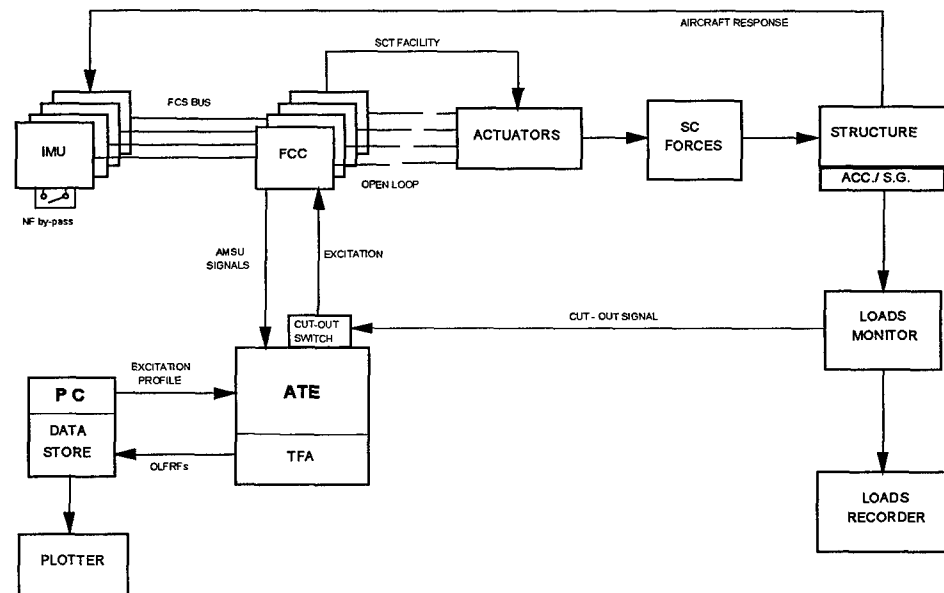 AIRCRAFT RESPONSE
SCT FACILITY
FCS BUS
IMU
FCC
ACTUATORS
SC
FORCES
STRUCTURE
ACC./ S.G.
OPEN LOOP
NF by-pass
AMSU
SIGNALS
EXCITATION
CUT-OUT
SWITCH
CUT - OUT SIGNAL
LOADS
MONITOR
EXCITATION
PROFILE
P C
ATE
DATA
STORE
TFA
OLFRFs
LOADS
RECORDER
PLOTTER